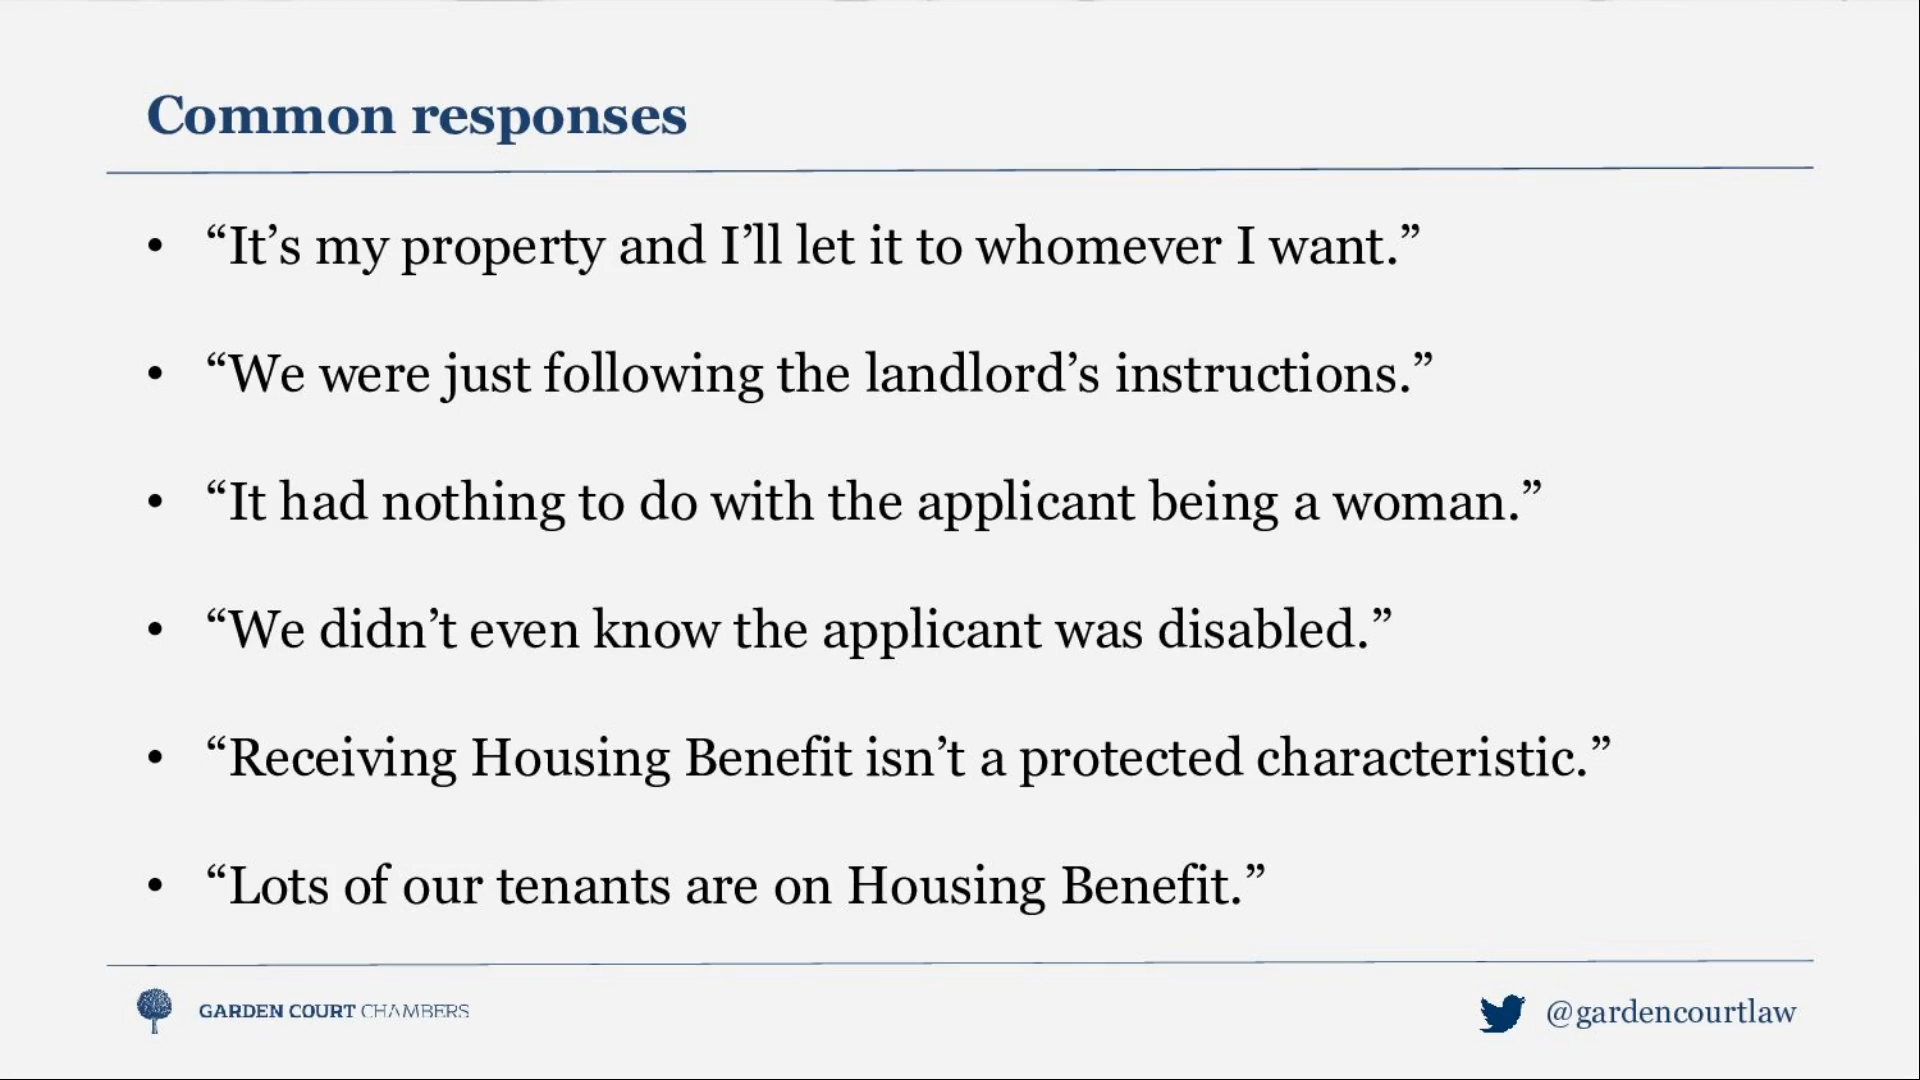 Common responses
• “It’s my property and I’ll let it to whomever I want.”
• “We were just following the landlord’s instructions.”
• “It had nothing to do with the applicant being a woman.”
• “We didn’t even know the applicant was disabled.”
• “Receiving Housing Benefit isn’t a protected characteristic.”
• “Lots of our tenants are on Housing Benefit.”
GARDEN COURT CHAMBERS
@gardencourtlaw